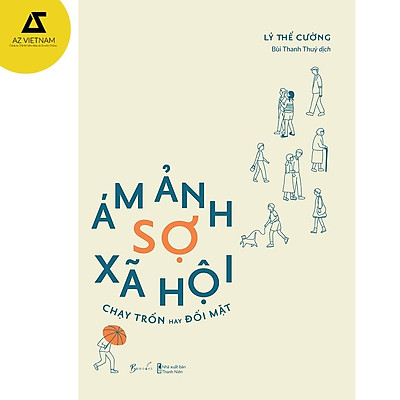 AZ VIETNAM
LÝ THẾ CƯỜNG
Bùi Thanh Thuý dịch
ÁM ẢNH
SỢ
XÃ HỘI
CHẠY TRỐN HAY ĐỐI MẶT
Nhà xuất bản
Thanh Niên